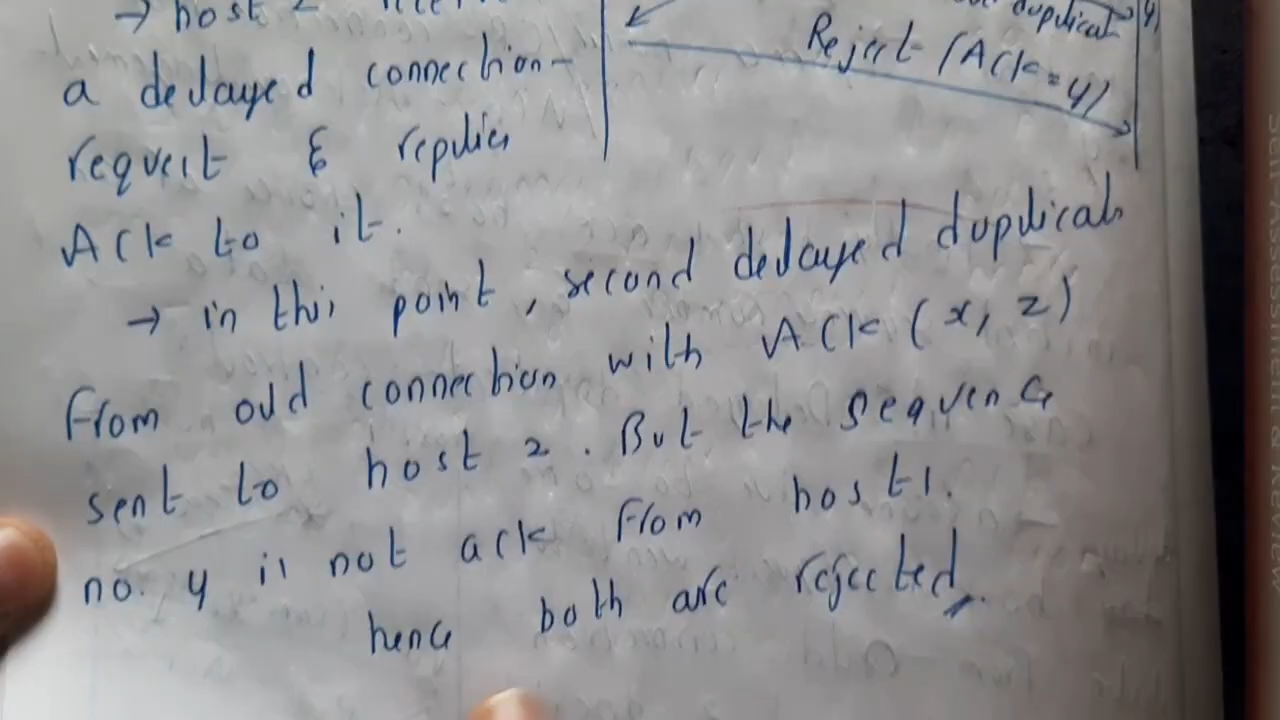 → host 2
a delayed connection-
request & replies
Ack to it.
→ in this point, second delayed duplicate
from old connection with Ack (x, z)
sent to host 2. But the sequence
no. y is not ack from host 1.
hence both are rejected.
duplicate
y)
Reject (Ack = y)